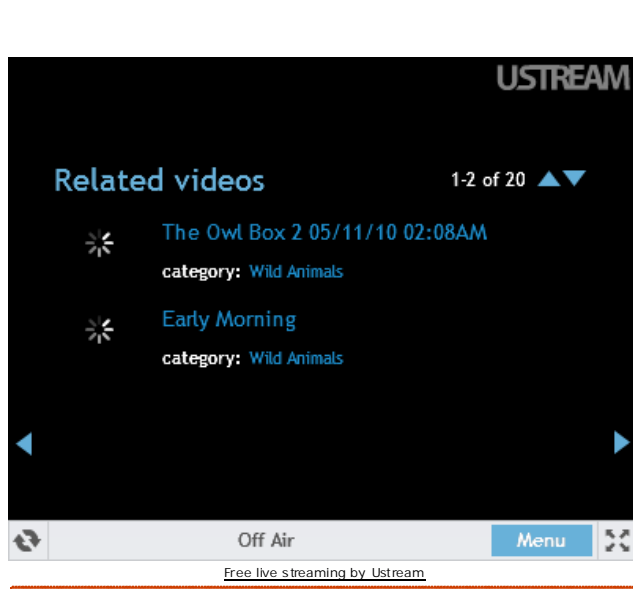 USTREAM
Related videos
1-2 of 20
The Owl Box 2 05/11/10 02:08AM
category: Wild Animals
Early Morning
category: Wild Animals
Off Air
Menu
Free live streaming by Ustream